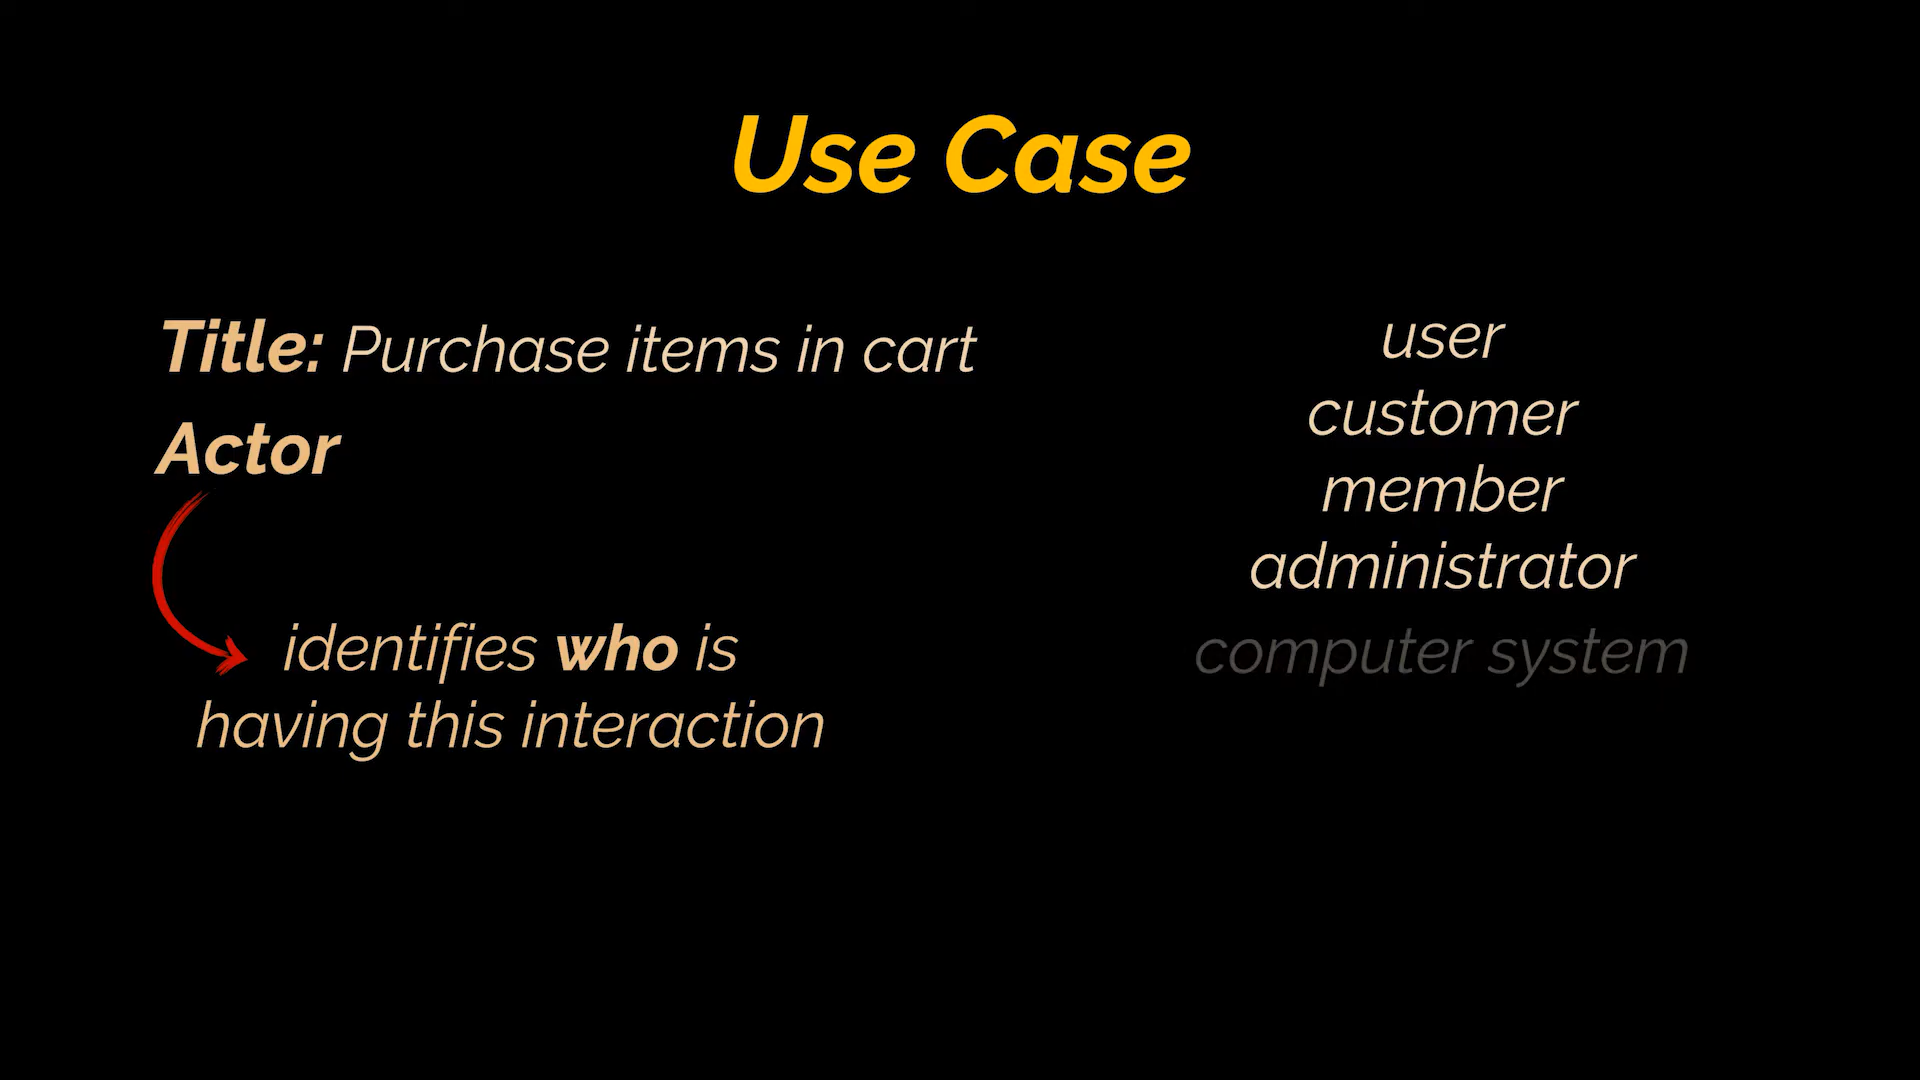 Use Case
Title: Purchase items in cart
Actor
identifies who is
having this interaction
user
customer
member
administrator
computer system